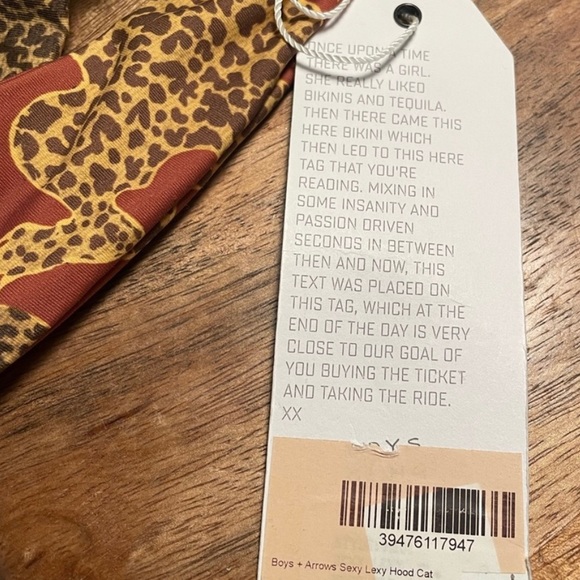 ONCE UPON A TIME
THERE WAS A GIRL.
SHE REALLY LIKED
BIKINIS AND TEQUILA.
THEN THERE CAME THIS
HERE BIKINI WHICH
THEN LED TO THIS HERE
TAG THAT YOU'RE
READING. MIXING IN
SOME INSANITY AND
PASSION DRIVEN
SECONDS IN BETWEEN
THEN AND NOW, THIS
TEXT WAS PLACED ON
THIS TAG, WHICH AT THE
END OF THE DAY IS VERY
CLOSE TO OUR GOAL OF
YOU BUYING THE TICKET
AND TAKING THE RIDE.
XX
39476117947
Boys + Arrows Sexy Lexy Hood Cat